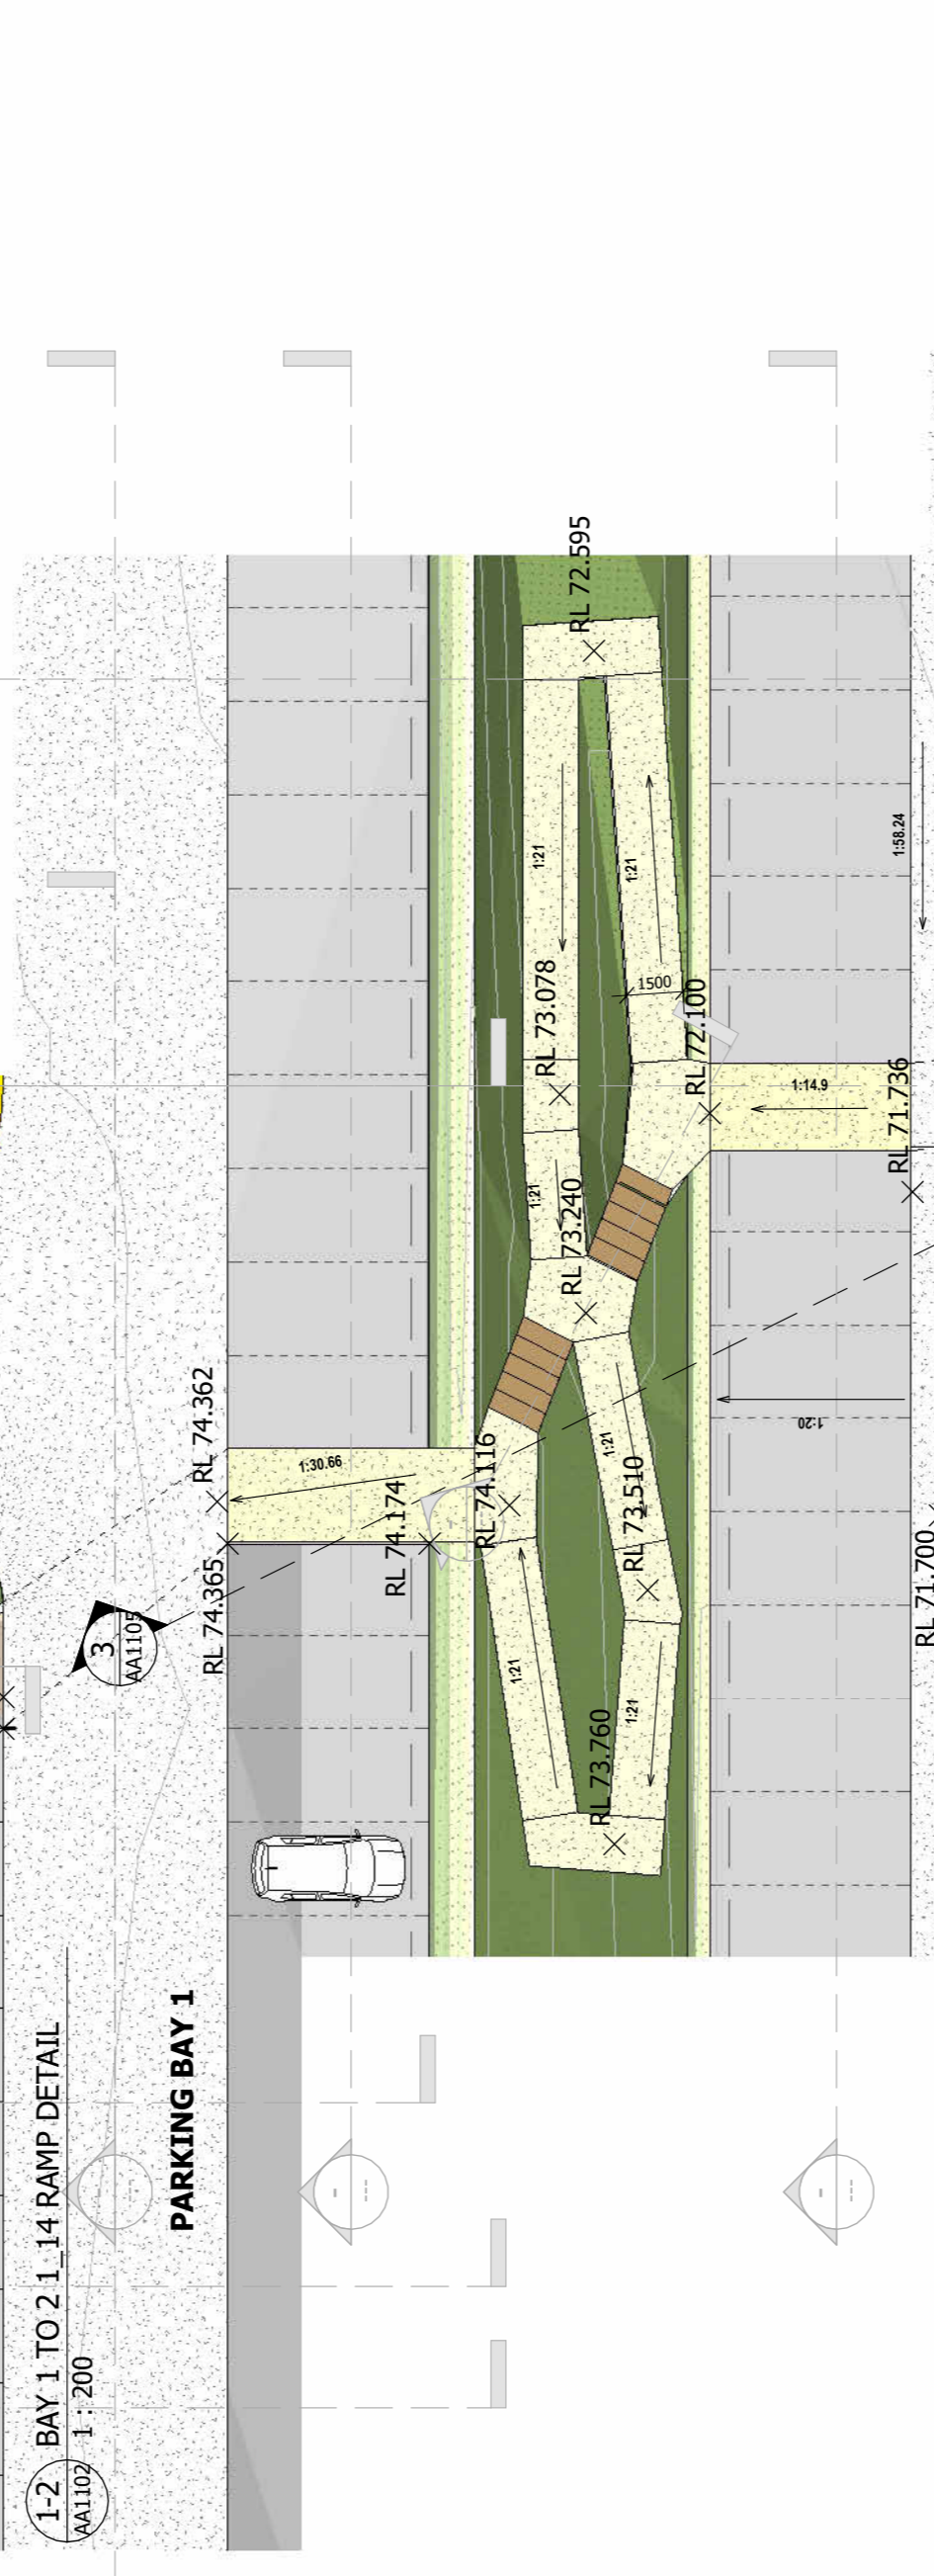 RL 72.595
1:21
1:21
1:58.24
1500
RL 73.078
RL 72.100
1:14.9
RL 71.736
1:21
RL 73.240
RL 74.362
1:20
1:30.66
RL 74.116
1:21
RL 74.174
RL 73.510
RL 74.365
RL 71.700
3
AA1105
1:21
1:21
RL 73.760
PARKING BAY 1
1-2
AA1102
BAY 1 TO 2 1_14 RAMP DETAIL
1 : 200